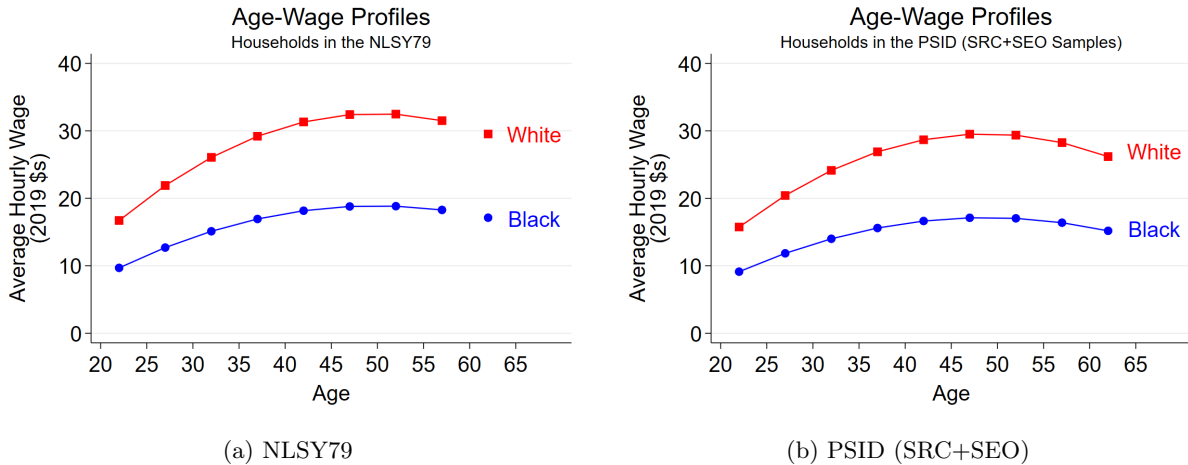 Age-Wage Profiles
Households in the NLSY79
Average Hourly Wage
(2019 $s)
40
30
20
10
0
White
Black
20 25 30 35 40 45 50 55 60 65
Age
(a) NLSY79
Age-Wage Profiles
Households in the PSID (SRC+SEO Samples)
Average Hourly Wage
(2019 $s)
40
30
20
10
0
White
Black
20 25 30 35 40 45 50 55 60 65
Age
(b) PSID (SRC+SEO)